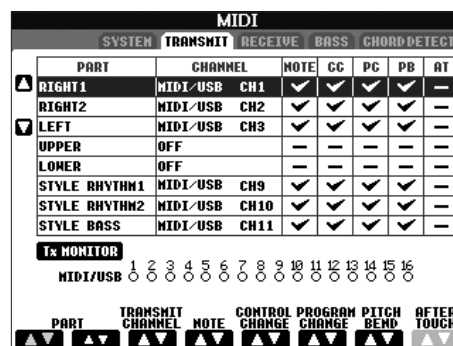 MIDI
SYSTEM TRANSMIT RECEIVE BASS CHORD DETECT
PART CHANNEL NOTE CC PC PB AT
RIGHT1 MIDI/USB CH1
RIGHT2 MIDI/USB CH2
LEFT MIDI/USB CH3
UPPER OFF
LOWER OFF
STYLE RHYTHM1 MIDI/USB CH9
STYLE RHYTHM2 MIDI/USB CH10
STYLE BASS MIDI/USB CH11
Tx MONITOR
1 2 3 4 5 6 7 8 9 10 11 12 13 14 15 16
MIDI/USB
PART TRANSMIT CHANNEL NOTE CONTROL CHANGE PROGRAM CHANGE PITCH BEND AFTER TOUCH